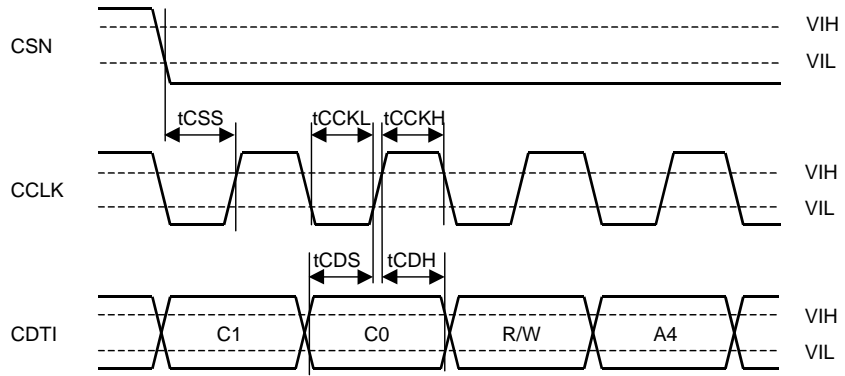 CSN
VIH
VIL
tCSS
tCCKL
tCCKH
CCLK
VIH
VIL
tCDS
tCDH
CDTI
C1
C0
R/W
A4
VIH
VIL